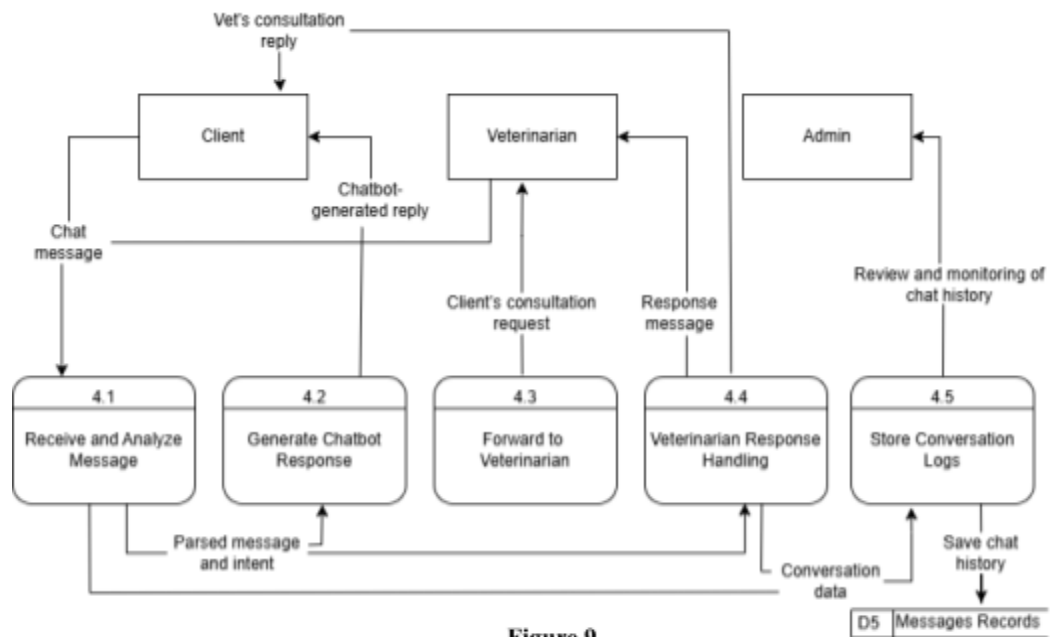 Vet's consultation
reply
Client
Veterinarian
Admin
Chatbot-
generated reply
Chat
message
Client's consultation
request
Response
message
Review and monitoring of
chat history
4.1
Receive and Analyze
Message
4.2
Generate Chatbot
Response
4.3
Forward to
Veterinarian
4.4
Veterinarian Response
Handling
4.5
Store Conversation
Logs
Parsed message
and intent
Conversation
data
Save chat
history
D5 Messages Records
Figure 9